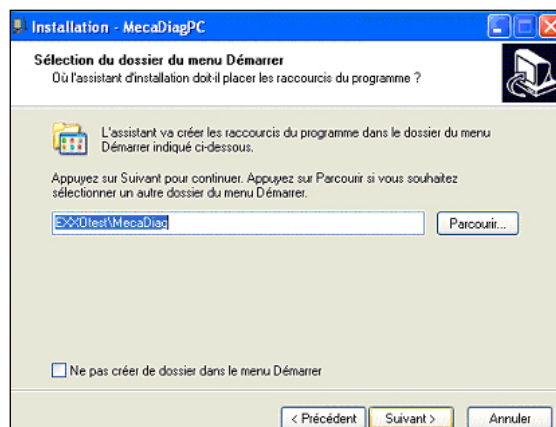 Installation - MecaDiagPC
Sélection du dossier du menu Démarrer
Où l'assistant d'installation doit-il placer les raccourcis du programme ?
L'assistant va créer les raccourcis du programme dans le dossier du menu
Démarrer indiqué ci-dessous.
Appuyez sur Suivant pour continuer. Appuyez sur Parcourir si vous souhaitez
sélectionner un autre dossier du menu Démarrer.
EXXOtest\MecaDiag
Parcourir...
Ne pas créer de dossier dans le menu Démarrer
< Précédent
Suivant >
Annuler